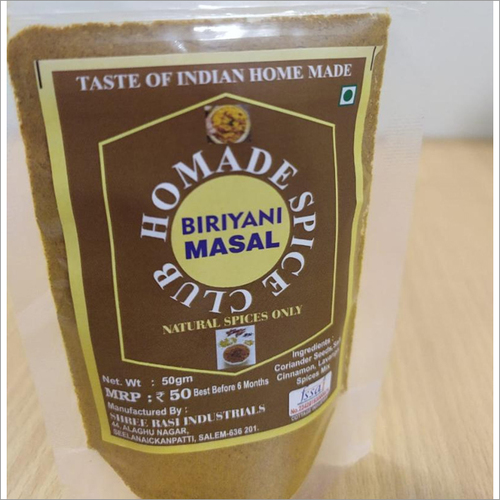 TASTE OF INDIAN HOME MADE
HOMADE SPICE CLUB
BIRIYANI
MASAL
NATURAL SPICES ONLY
Net. Wt : 50gm
MRP : ₹ 50 Best Before 6 Months
Manufactured By :
SHREE RASI INDUSTRIALS
44, ALAGHU NAGAR,
SEELANAICKANPATTI, SALEM-636 201.
Ingredients :
Coriander Seeds,
Cinnamon,
Spices Mix
fssai